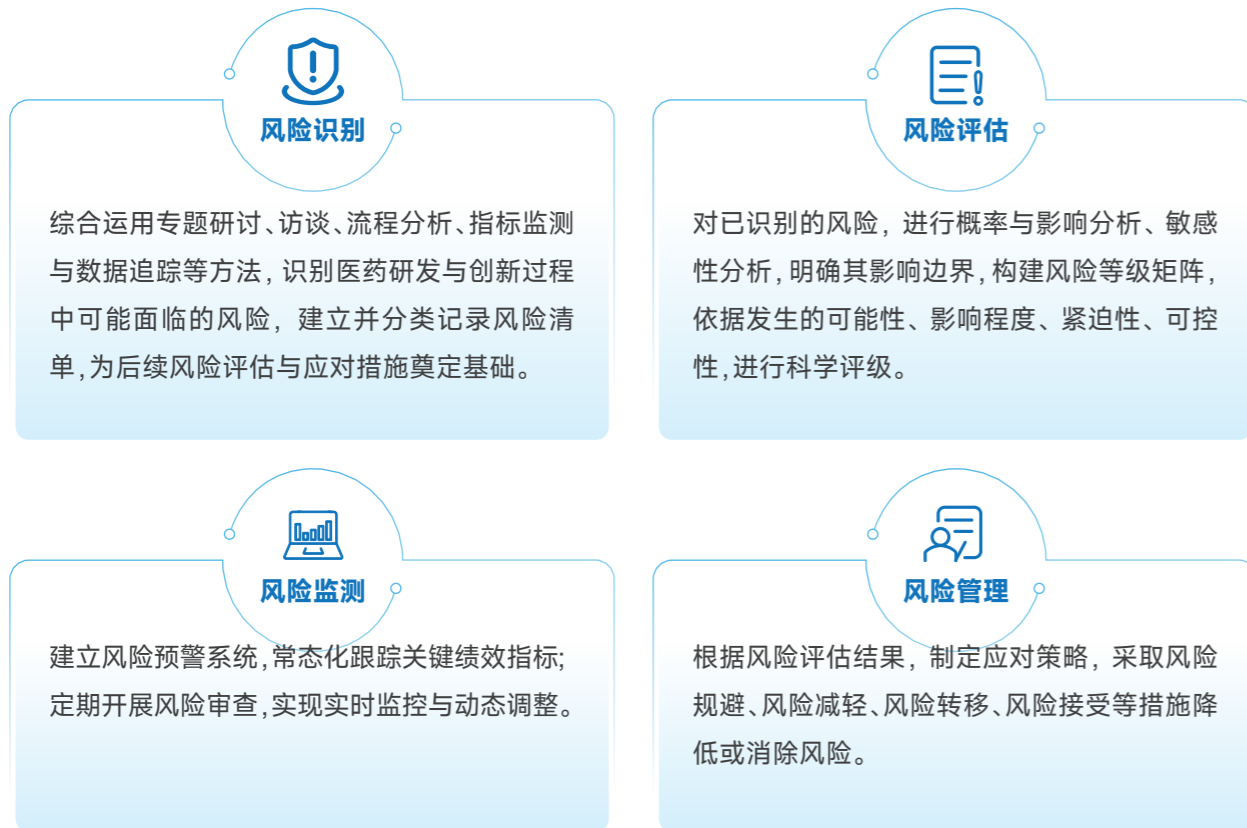 风险识别
综合运用专题研讨、访谈、流程分析、指标监测
与数据追踪等方法，识别医药研发与创新过程
中可能面临的风险，建立并分类记录风险清
单，为后续风险评估与应对措施奠定基础。
风险评估
对已识别的风险，进行概率与影响分析、敏感
性分析，明确其影响边界，构建风险等级矩阵，
依据发生的可能性、影响程度、紧迫性、可控
性，进行科学评级。
风险监测
建立风险预警系统，常态化跟踪关键绩效指标；
定期开展风险审查，实现实时监控与动态调整。
风险管理
根据风险评估结果，制定应对策略，采取风险
规避、风险减轻、风险转移、风险接受等措施降
低或消除风险。